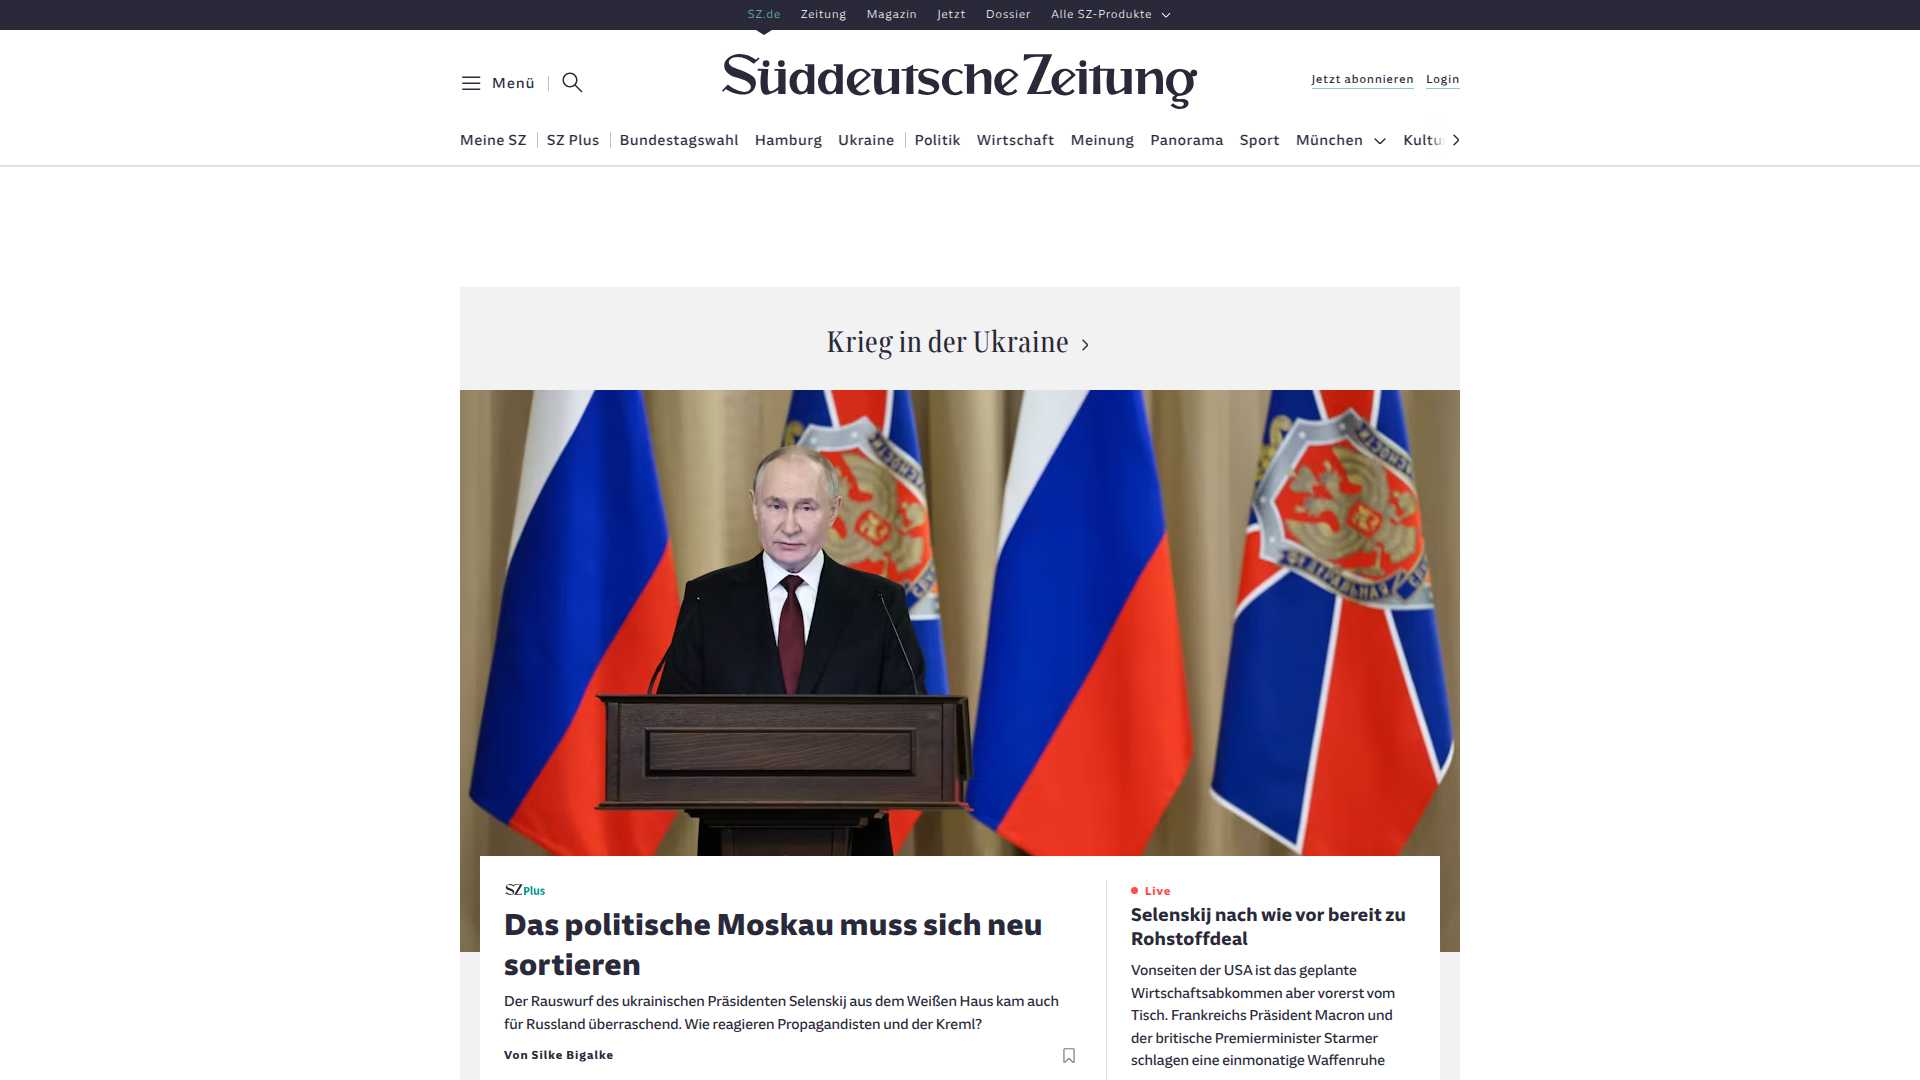 SZ.de Zeitung Magazin Jetzt Dossier Alle SZ-Produkte
Menü
Süddeutsche Zeitung
Jetzt abonnieren Login
Meine SZ SZ Plus Bundestagswahl Hamburg Ukraine Politik Wirtschaft Meinung Panorama Sport München
Krieg in der Ukraine
SZ Plus
Das politische Moskau muss sich neu
sortieren
Der Rauswurf des ukrainischen Präsidenten Selenskij aus dem Weißen Haus kam auch
für Russland überraschend. Wie reagieren Propagandisten und der Kreml?
Von Silke Bigalke
Live
Selenskij nach wie vor bereit zu
Rohstoffdeal
Vonseiten der USA ist das geplante
Wirtschaftsabkommen aber vorerst vom
Tisch. Frankreichs Präsident Macron und
der britische Premierminister Starmer
schlagen eine einmonatige Waffenruhe